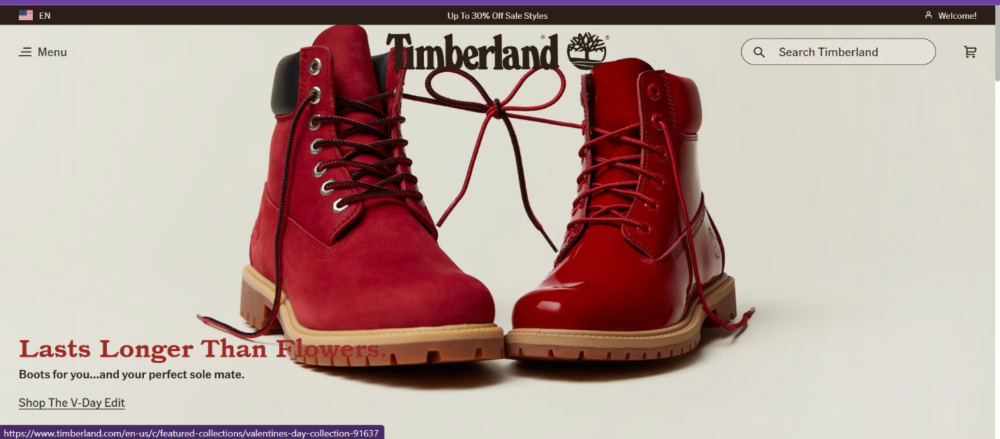 EN
Up To 30% Off Sale Styles
Welcome!
Menu
Timberland®
®
Search Timberland
Lasts Longer Than Flowers.
Boots for you...and your perfect sole mate.
Shop The V-Day Edit
https://www.timberland.com/en-us/c/featured-collections/valentines-day-collection-91637